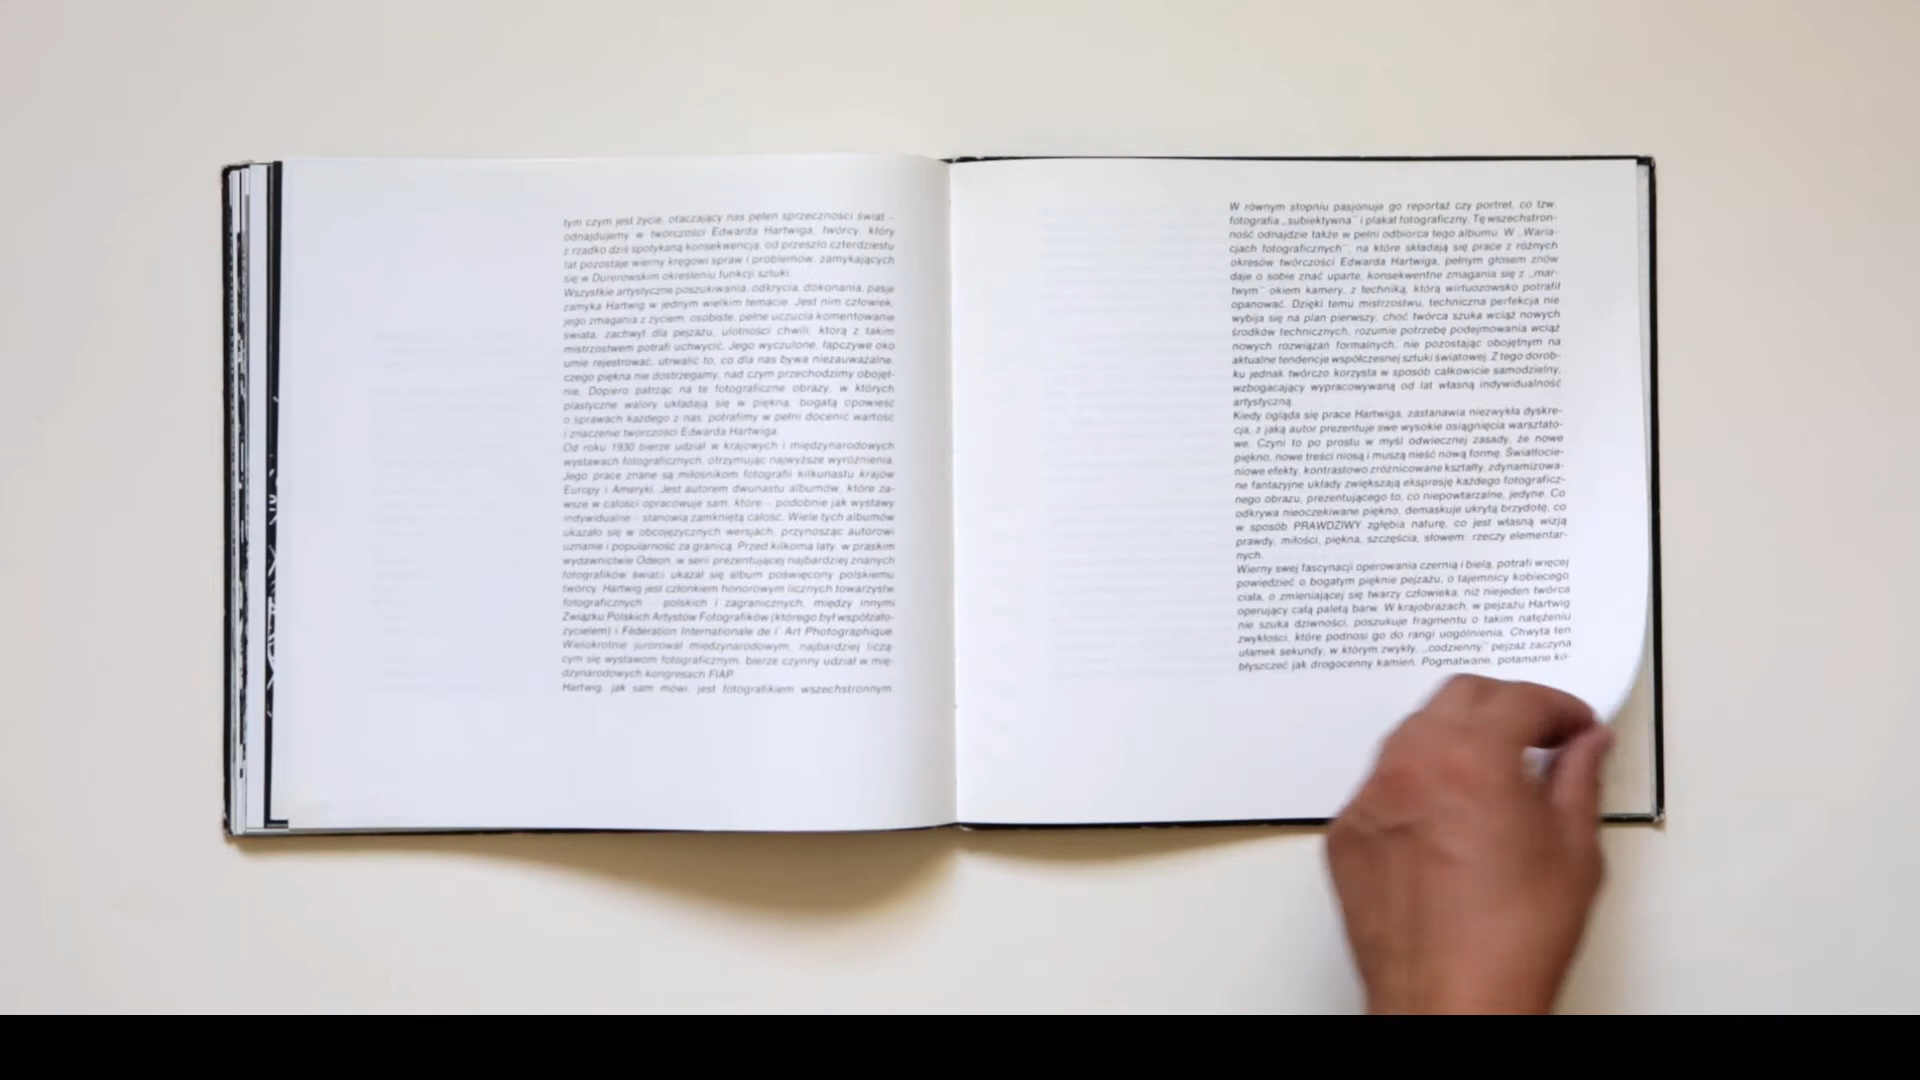 tym czym jest życie, otaczający nas pełen sprzeczności świat –
odnajdujemy w twórczości Edwarda Hartwiga, twórcy, który
z rzadko dziś spotykaną konsekwencją, od przeszło czterdziestu
lat pozostaje wierny kręgowi spraw i problemów, zamykających
się w Dürerowskim określeniu funkcji sztuki.
Wszystkie artystyczne poszukiwania, odkrycia, dokonania, pasje
zamyka Hartwig w jednym wielkim temacie. Jest nim człowiek,
jego zmagania z życiem, osobiste, pełne uczucia komentowanie
świata, zachwyt dla pejzażu, ulotności chwili, którą z takim
mistrzostwem potrafi uchwycić. Jego wyczulone, łapczywe oko
umie rejestrować, utrwalić to, co dla nas bywa niezauważalne,
czego piękna nie dostrzegamy, nad czym przechodzimy obojęt-
nie. Dopiero patrząc na te fotograficzne obrazy, w których
plastyczne walory układają się w piękną, bogatą opowieść
o sprawach każdego z nas, potrafimy w pełni docenić wartość
i znaczenie twórczości Edwarda Hartwiga.
Od roku 1930 bierze udział w krajowych i międzynarodowych
wystawach fotograficznych, otrzymując najwyższe wyróżnienia.
Jego prace znane są miłośnikom fotografii kilkunastu krajów
Europy i Ameryki. Jest autorem dwunastu albumów, które za-
wsze w całości opracowuje sam, które – podobnie jak wystawy
indywidualne – stanowią zamkniętą całość. Wiele tych albumów
ukazało się w obcojęzycznych wersjach, przynosząc autorowi
uznanie i popularność za granicą. Przed kilkoma laty, w praskim
wydawnictwie Odeon, w serii prezentującej najbardziej znanych
fotografików świata ukazał się album poświęcony polskiemu
twórcy. Hartwig jest członkiem honorowym licznych towarzystw
fotograficznych – polskich i zagranicznych, między innymi
Związku Polskich Artystów Fotografików (którego był współzało-
życielem) i Fédération Internationale de l' Art Photographique.
Wielokrotnie jurorował międzynarodowym, najbardziej liczą-
cym się wystawom fotograficznym, bierze czynny udział w mię-
dzynarodowych kongresach FIAP.
Hartwig, jak sam mówi, jest fotografikiem wszechstronnym.
W równym stopniu pasjonuje go reportaż czy portret, co tzw.
fotografia „subiektywna” i plakat fotograficzny. Tę wszechstron-
ność odnajdzie także w pełni odbiorca tego albumu. W „Waria-
cjach fotograficznych”, na które składają się prace z różnych
okresów twórczości Edwarda Hartwiga, pełnym głosem znów
daje o sobie znać uparte, konsekwentne zmagania się z „mar-
twym” okiem kamery, z techniką, którą wirtuozowsko potrafił
opanować. Dzięki temu mistrzostwu, techniczna perfekcja nie
wybija się na plan pierwszy, choć twórca szuka wciąż nowych
środków technicznych, rozumie potrzebę podejmowania wciąż
nowych rozwiązań formalnych, nie pozostając obojętnym na
aktualne tendencje współczesnej sztuki światowej. Z tego dorob-
ku jednak twórczo korzysta w sposób całkowicie samodzielny,
wzbogacający wypracowywaną od lat własną indywidualność
artystyczną.
Kiedy ogląda się prace Hartwiga, zastanawia niezwykła dyskre-
cja, z jaką autor prezentuje swe wysokie osiągnięcia warsztato-
we. Czyni to po prostu w myśl odwiecznej zasady, że nowe
piękno, nowe treści niosą i muszą nieść nową formę. Światłocie-
niowe efekty, kontrastowo zróżnicowane kształty, zdynamizowa-
ne fantazyjne układy zwiększają ekspresję każdego fotograficz-
nego obrazu, prezentującego to, co niepowtarzalne, jedyne. Co
odkrywa nieoczekiwane piękno, demaskuje ukrytą brzydotę, co
w sposób PRAWDZIWY zgłębia naturę, co jest własną wizją
prawdy, miłości, piękna, szczęścia, słowem: rzeczy elementar-
nych.
Wierny swej fascynacji operowania czernią i bielą, potrafi więcej
powiedzieć o bogatym pięknie pejzażu, o tajemnicy kobiecego
ciała, o zmieniającej się twarzy człowieka, niż niejeden twórca
operujący całą paletą barw. W krajobrazach, w pejzażu Hartwig
nie szuka dziwności, poszukuje fragmentu o takim natężeniu
zwykłości, które podnosi go do rangi uogólnienia. Chwyta ten
ułamek sekundy, w którym zwykły, „codzienny” pejzaż zaczyna
błyszczeć jak drogocenny kamień. Pogmatwane, połamane ko-